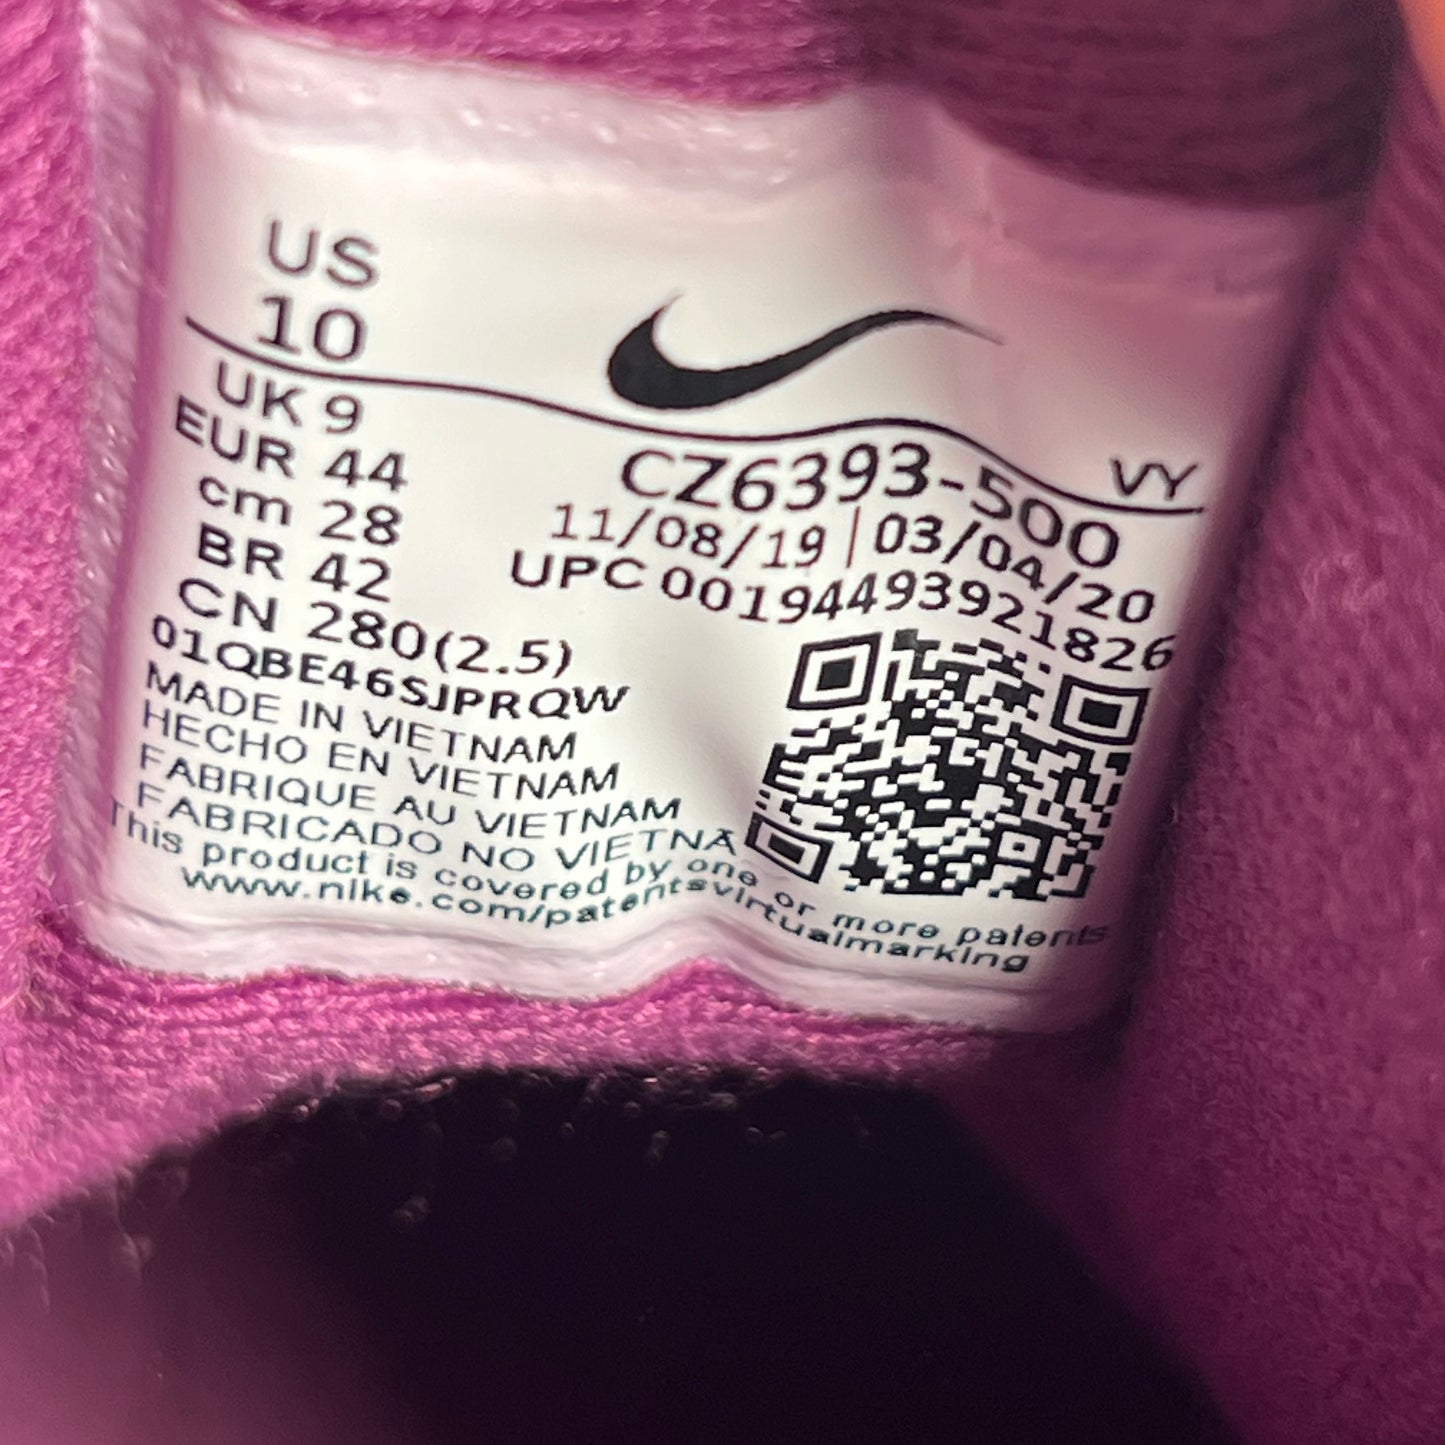 US
10
UK 9
EUR 44
cm 28
BR 42
CN 280(2.5)
VY
CZ6393-500
11/08/19 | 03/04/20
UPC 00194493921826
01QBE46SJPRQW
MADE IN VIETNAM
HECHO EN VIETNAM
FABRIQUE AU VIETNAM
FABRICADO NO VIETNÃ
This product is covered by one or more patents
www.nike.com/patentsvirtualmarking